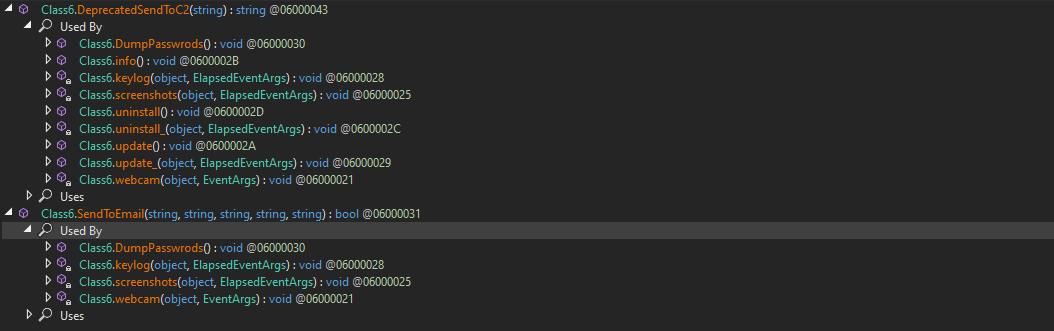 Class6.DeprecatedSendToC2(string) : string @06000043
Used By
Class6.DumpPasswrods() : void @06000030
Class6.info() : void @0600002B
Class6.keylog(object, ElapsedEventArgs) : void @06000028
Class6.screenshots(object, ElapsedEventArgs) : void @06000025
Class6.uninstall() : void @0600002D
Class6.uninstall_(object, ElapsedEventArgs) : void @0600002C
Class6.update() : void @0600002A
Class6.update_(object, ElapsedEventArgs) : void @06000029
Class6.webcam(object, EventArgs) : void @06000021
Uses
Class6.SendToEmail(string, string, string, string, string) : bool @06000031
Used By
Class6.DumpPasswrods() : void @06000030
Class6.keylog(object, ElapsedEventArgs) : void @06000028
Class6.screenshots(object, ElapsedEventArgs) : void @06000025
Class6.webcam(object, EventArgs) : void @06000021
Uses